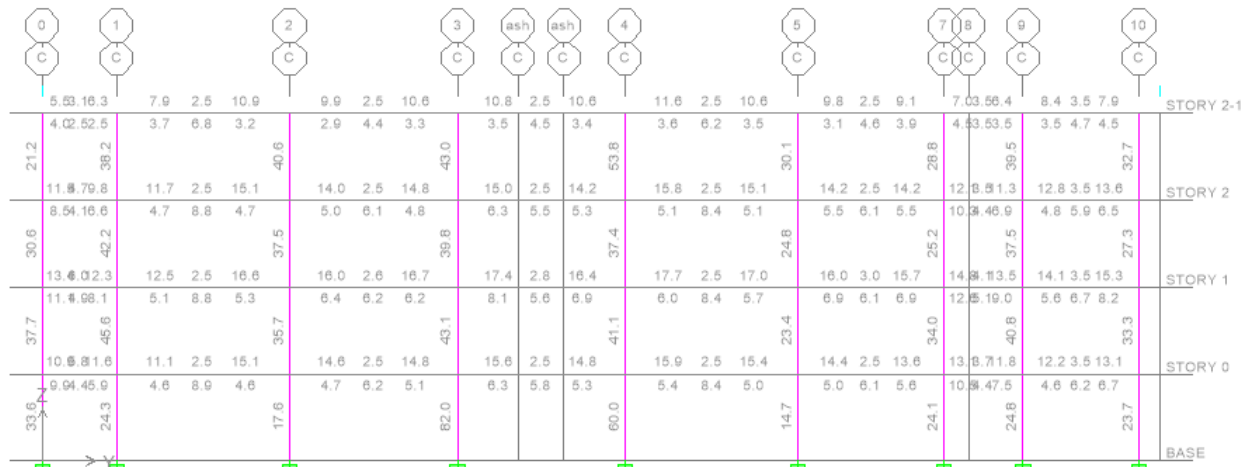 0 1 2 3 ash ash 4 5 7 8 9 10
C C C C C C C C C C C C
7.9 2.5 10.9 9.9 2.5 10.6 10.8 2.5 10.6 11.6 2.5 10.6 9.8 2.5 9.1 8.4 3.5 7.9
STORY 2-1
3.7 6.8 3.2 2.9 4.4 3.3 3.5 4.5 3.4 3.6 6.2 3.5 3.1 4.6 3.9 3.5 4.7 4.5
21.2 38.2 40.6 43.0 53.8 30.1 28.8 39.5 32.7
11.7 2.5 15.1 14.0 2.5 14.8 15.0 2.5 14.2 15.8 2.5 15.1 14.2 2.5 14.2 12.8 3.5 13.6
STORY 2
4.7 8.8 4.7 5.0 6.1 4.8 6.3 5.5 5.3 5.1 8.4 5.1 5.5 6.1 5.5 4.8 5.9 6.5
30.6 42.2 37.5 39.8 37.4 24.8 25.2 37.5 27.3
12.5 2.5 16.6 16.0 2.6 16.7 17.4 2.8 16.4 17.7 2.5 17.0 16.0 3.0 15.7 14.1 3.5 15.3
STORY 1
5.1 8.8 5.3 6.4 6.2 6.2 8.1 5.6 6.9 6.0 8.4 5.7 6.9 6.1 6.9 5.6 6.7 8.2
37.7 45.6 35.7 43.1 41.1 23.4 34.0 40.8 33.3
11.1 2.5 15.1 14.6 2.5 14.8 15.6 2.5 14.8 15.9 2.5 15.4 14.4 2.5 13.6 12.2 3.5 13.1
STORY 0
4.6 8.9 4.6 4.7 6.2 5.1 6.3 5.8 5.3 5.4 8.4 5.0 5.0 6.1 5.6 4.6 6.2 6.7
Z
33.6 24.3 17.6 82.0 60.0 14.7 24.1 24.8 23.7
BASE